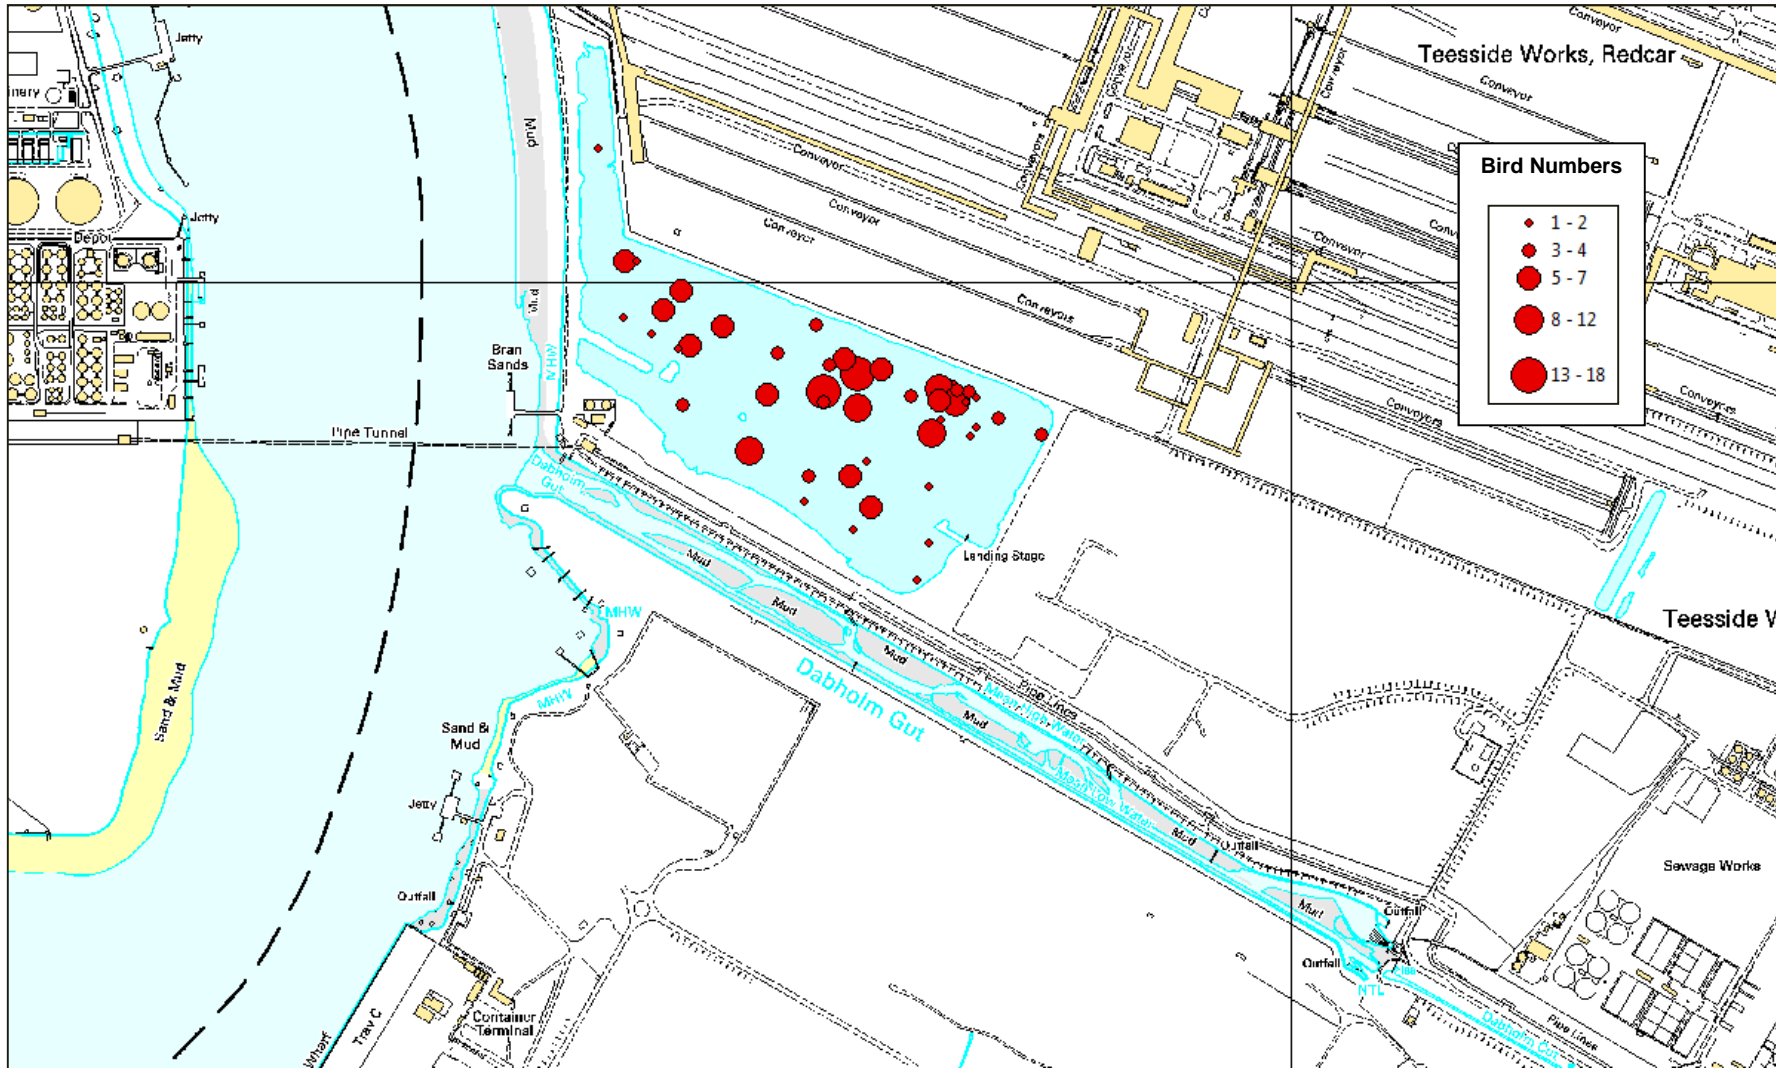 Jetty
Conveyor
Teesside Works, Redcar
Conveyor
Conveyor
inery
Mud
Conveyors
Conveyor
Bird Numbers
Jetty
Conveyor
1 - 2
Depot
Conveyor
Conveyor
3 - 4
5 - 7
Mud
Conveyors
8 - 12
Bran
Sands
MHW
13 - 18
Conveyors
Conveyors
Pipe Tunnel
Dabholm
Gut
Landing Stage
Mud
Mud
MHW
Teesside W
Mud
Sand & Mud
Dabholm Gut
Pipe Lines
Mean High Water
MHW
Mud
Sand &
Mud
Mean Low Water
Jetty
Mud
Outfall
Sewage Works
Outfall
Mud
Outfall
Outfall
NTL
Container
Terminal
Wharf
Dabholm Cut
Pipe Lines